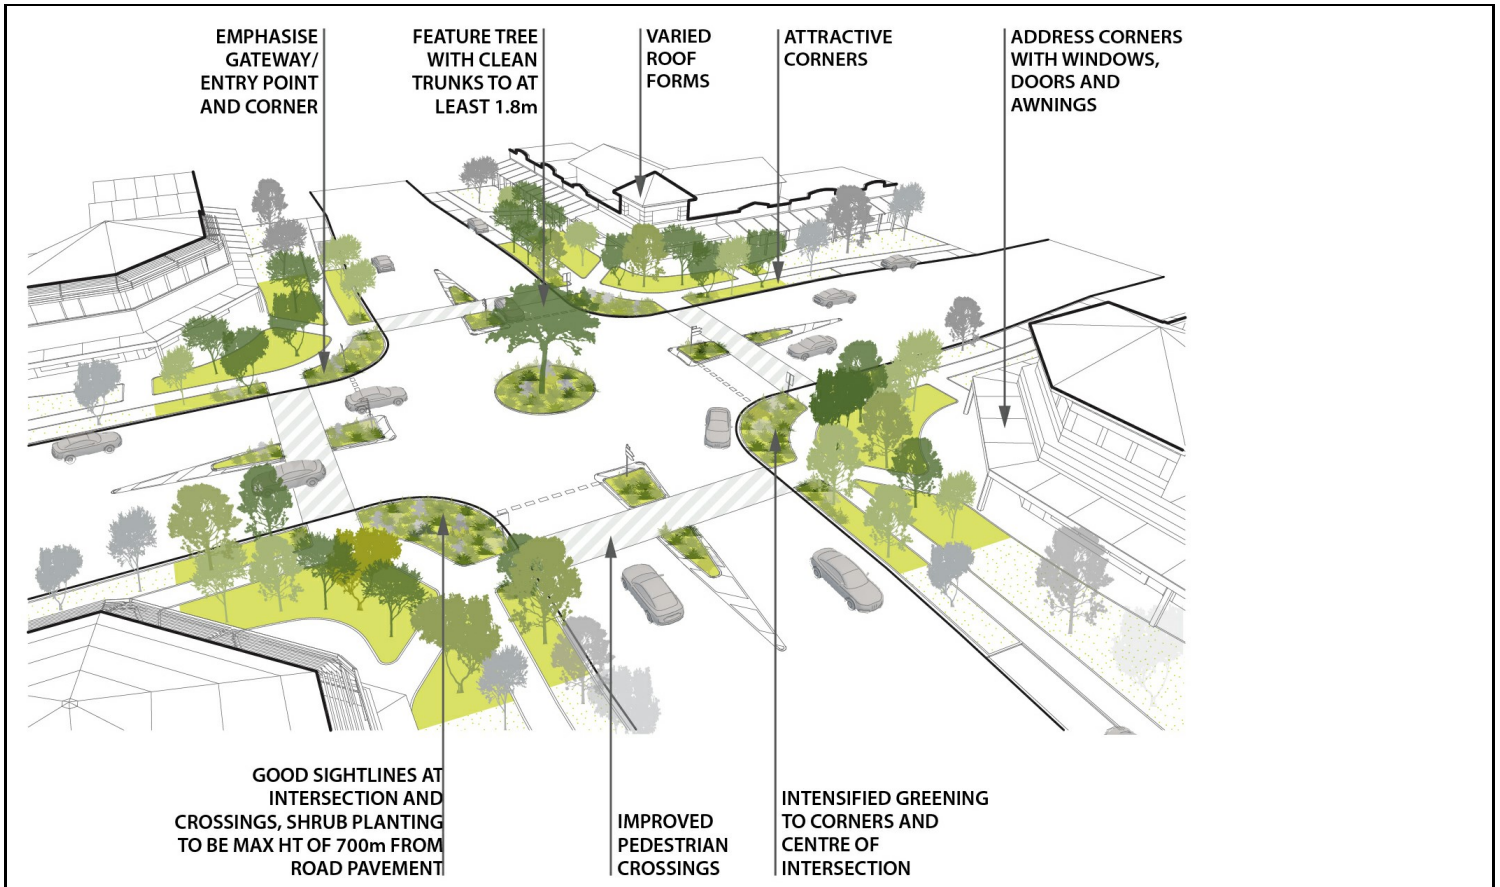 EMPHASISE
GATEWAY/
ENTRY POINT
AND CORNER
FEATURE TREE
WITH CLEAN
TRUNKS TO AT
LEAST 1.8m
VARIED
ROOF
FORMS
ATTRACTIVE
CORNERS
ADDRESS CORNERS
WITH WINDOWS,
DOORS AND
AWNINGS
GOOD SIGHTLINES AT
INTERSECTION AND
CROSSINGS, SHRUB PLANTING
TO BE MAX HT OF 700m FROM
ROAD PAVEMENT
IMPROVED
PEDESTRIAN
CROSSINGS
INTENSIFIED GREENING
TO CORNERS AND
CENTRE OF
INTERSECTION